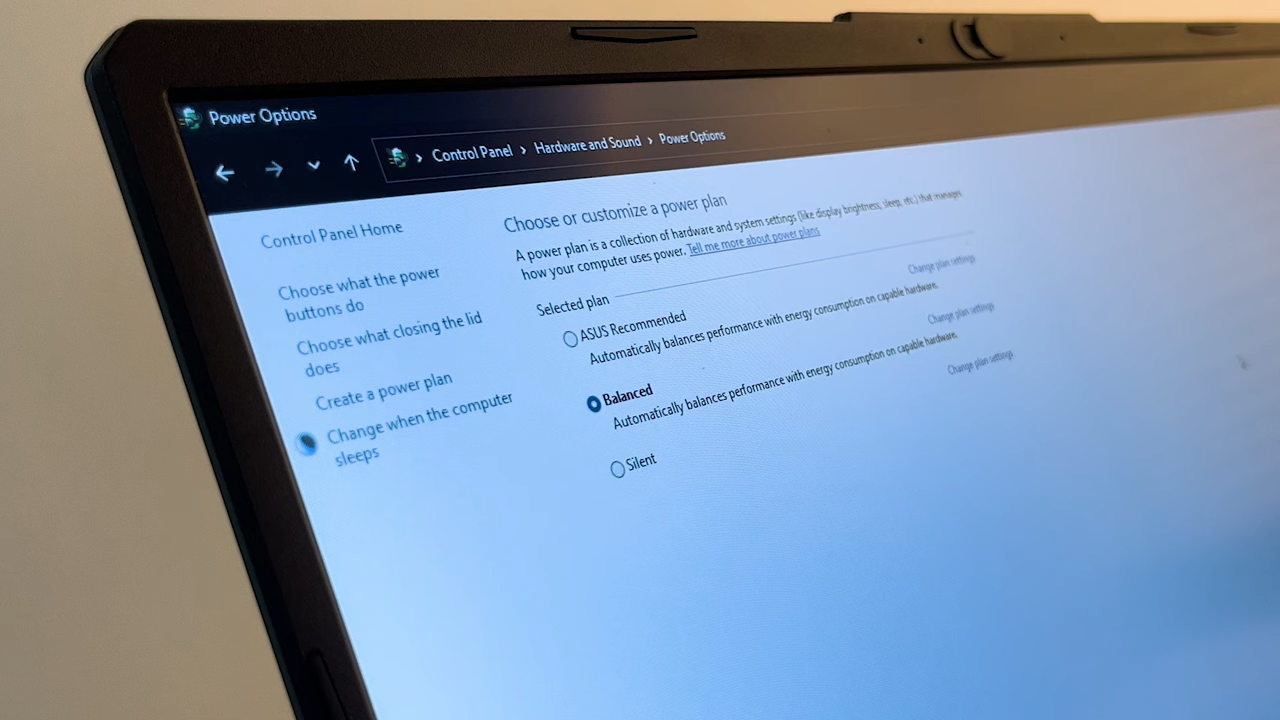 Power Options
Control Panel › Hardware and Sound › Power Options
Control Panel Home
Choose what the power
buttons do
Choose what closing the lid
does
Create a power plan
Change when the computer
sleeps
Choose or customize a power plan
A power plan is a collection of hardware and system settings (like display brightness, sleep, etc.) that manages
how your computer uses power. Tell me more about power plans
Selected plan
ASUS Recommended
Change plan settings
Automatically balances performance with energy consumption on capable hardware.
Balanced
Change plan settings
Automatically balances performance with energy consumption on capable hardware.
Silent
Change plan settings